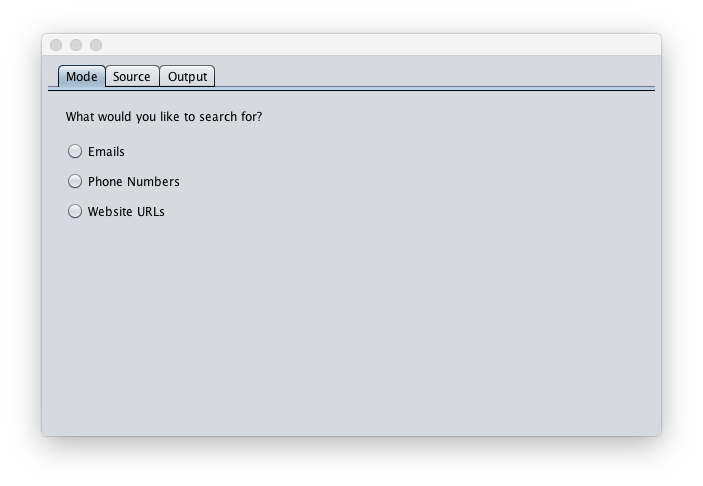 Mode Source Output
What would you like to search for?
Emails
Phone Numbers
Website URLs